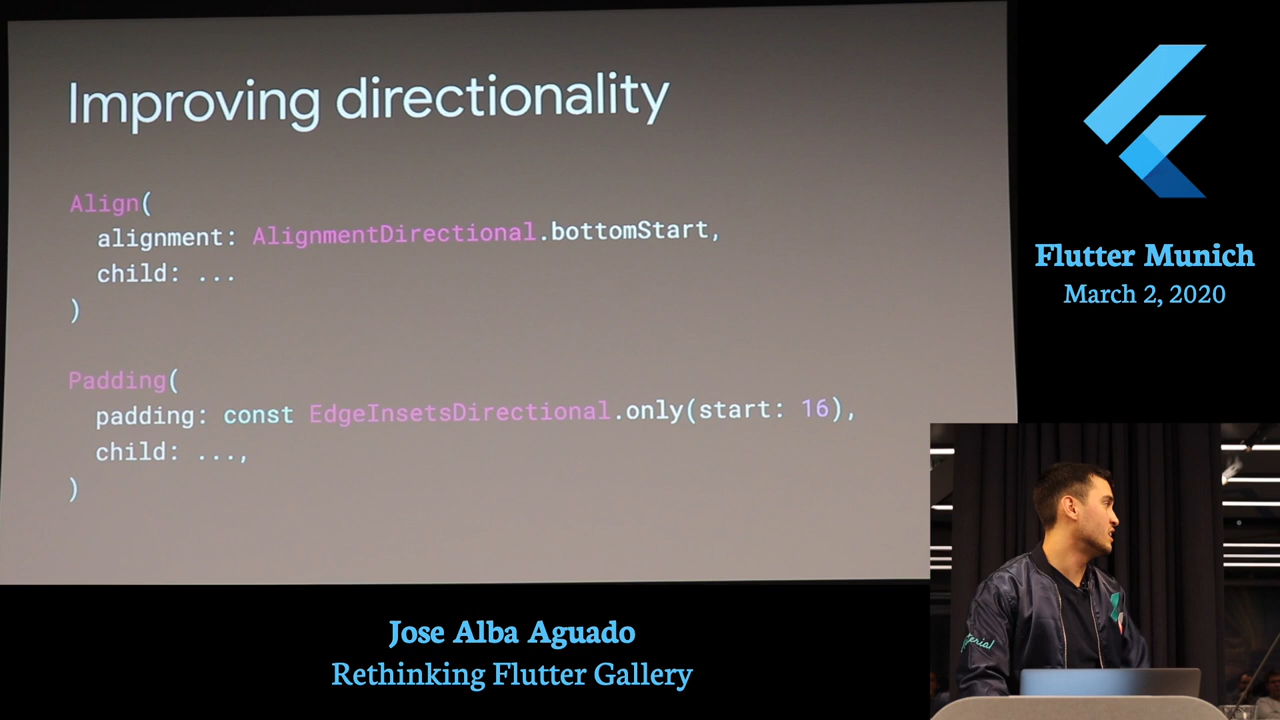 Improving directionality
Align(
alignment: AlignmentDirectional.bottomStart,
child: ...
)
Padding(
padding: const EdgeInsetsDirectional.only(start: 16),
child: ...,
)
Flutter Munich
March 2, 2020
Jose Alba Aguado
Rethinking Flutter Gallery